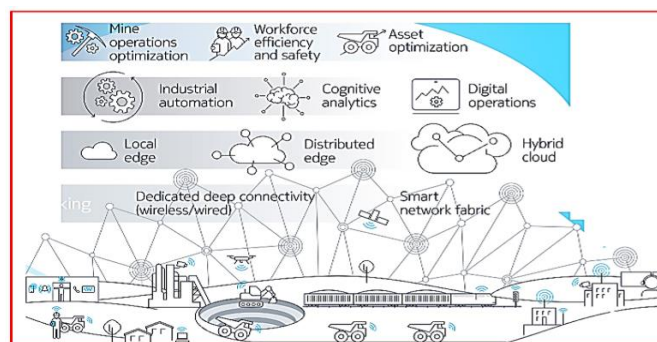 Mine
operations
optimization
Workforce
efficiency
and safety
Asset
optimization
Industrial
automation
Cognitive
analytics
Digital
operations
Local
edge
Distributed
edge
Hybrid
cloud
king
Dedicated deep connectivity
(wireless/wired)
Smart
network fabric